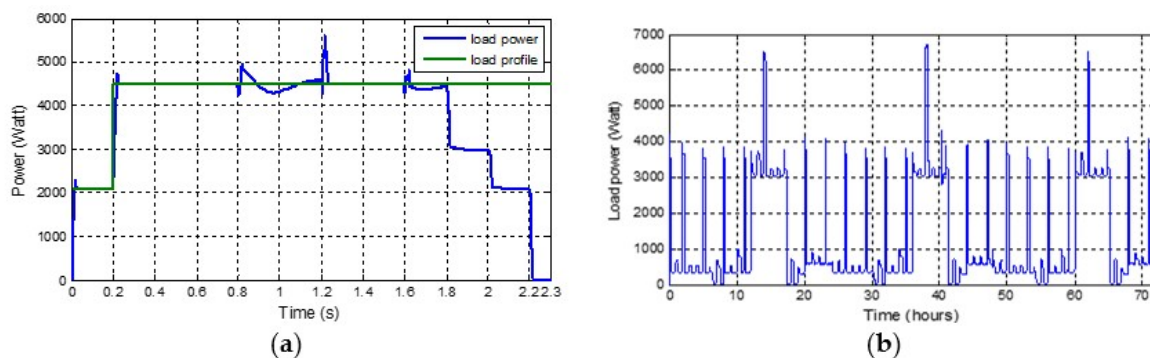 6000
5000
4000
3000
2000
1000
0
Power (Watt)
load power
load profile
0 0.2 0.4 0.6 0.8 1 1.2 1.4 1.6 1.8 2 2.22.3
Time (s)
(a)
7000
6000
5000
4000
3000
2000
1000
0
Load power (Watt)
0 10 20 30 40 50 60 70
Time (hours)
(b)